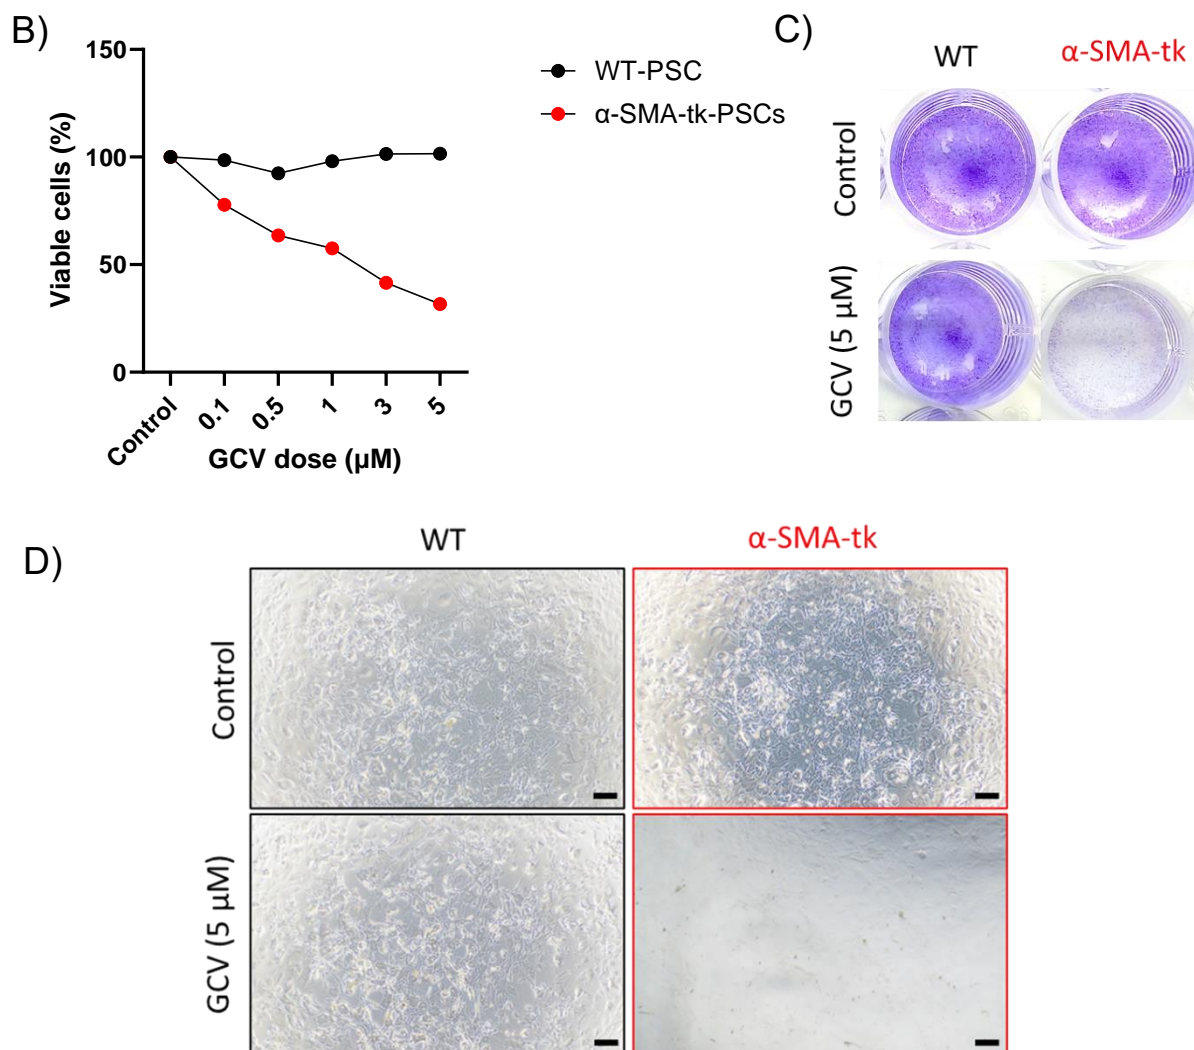 B)
150
100
50
0
Viable cells (%)
Control
0.1
0.5
1
3
5
GCV dose (µM)
WT-PSC
α-SMA-tk-PSCs
C)
WT
α-SMA-tk
Control
GCV (5 µM)
D)
WT
α-SMA-tk
Control
GCV (5 µM)